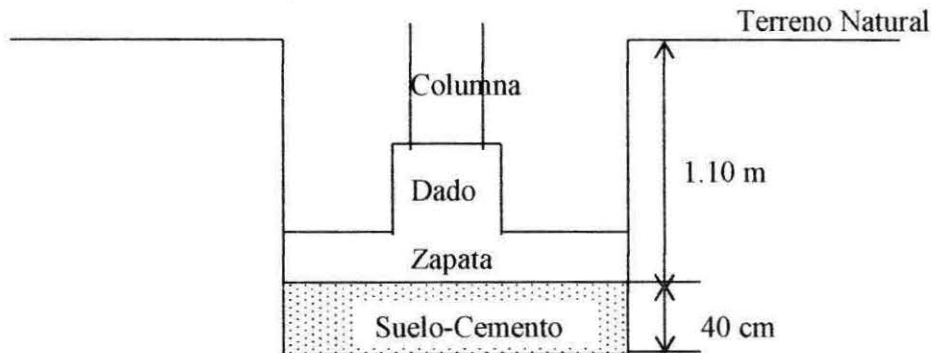 Terreno Natural
Columna
1.10 m
Dado
Zapata
Suelo-Cemento
40 cm